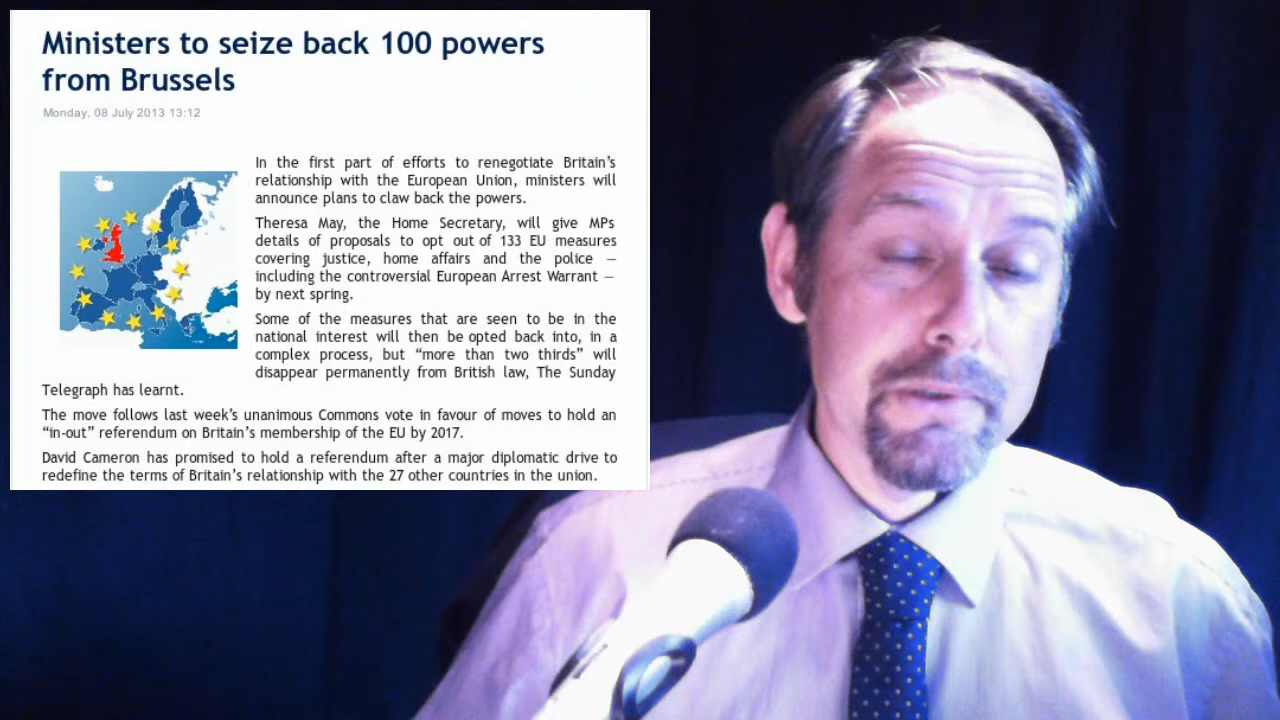 Ministers to seize back 100 powers
from Brussels
Monday, 08 July 2013 13:12
In the first part of efforts to renegotiate Britain's
relationship with the European Union, ministers will
announce plans to claw back the powers.
Theresa May, the Home Secretary, will give MPs
details of proposals to opt out of 133 EU measures
covering justice, home affairs and the police —
including the controversial European Arrest Warrant —
by next spring.
Some of the measures that are seen to be in the
national interest will then be opted back into, in a
complex process, but “more than two thirds” will
disappear permanently from British law, The Sunday
Telegraph has learnt.
The move follows last week's unanimous Commons vote in favour of moves to hold an
“in-out” referendum on Britain's membership of the EU by 2017.
David Cameron has promised to hold a referendum after a major diplomatic drive to
redefine the terms of Britain's relationship with the 27 other countries in the union.